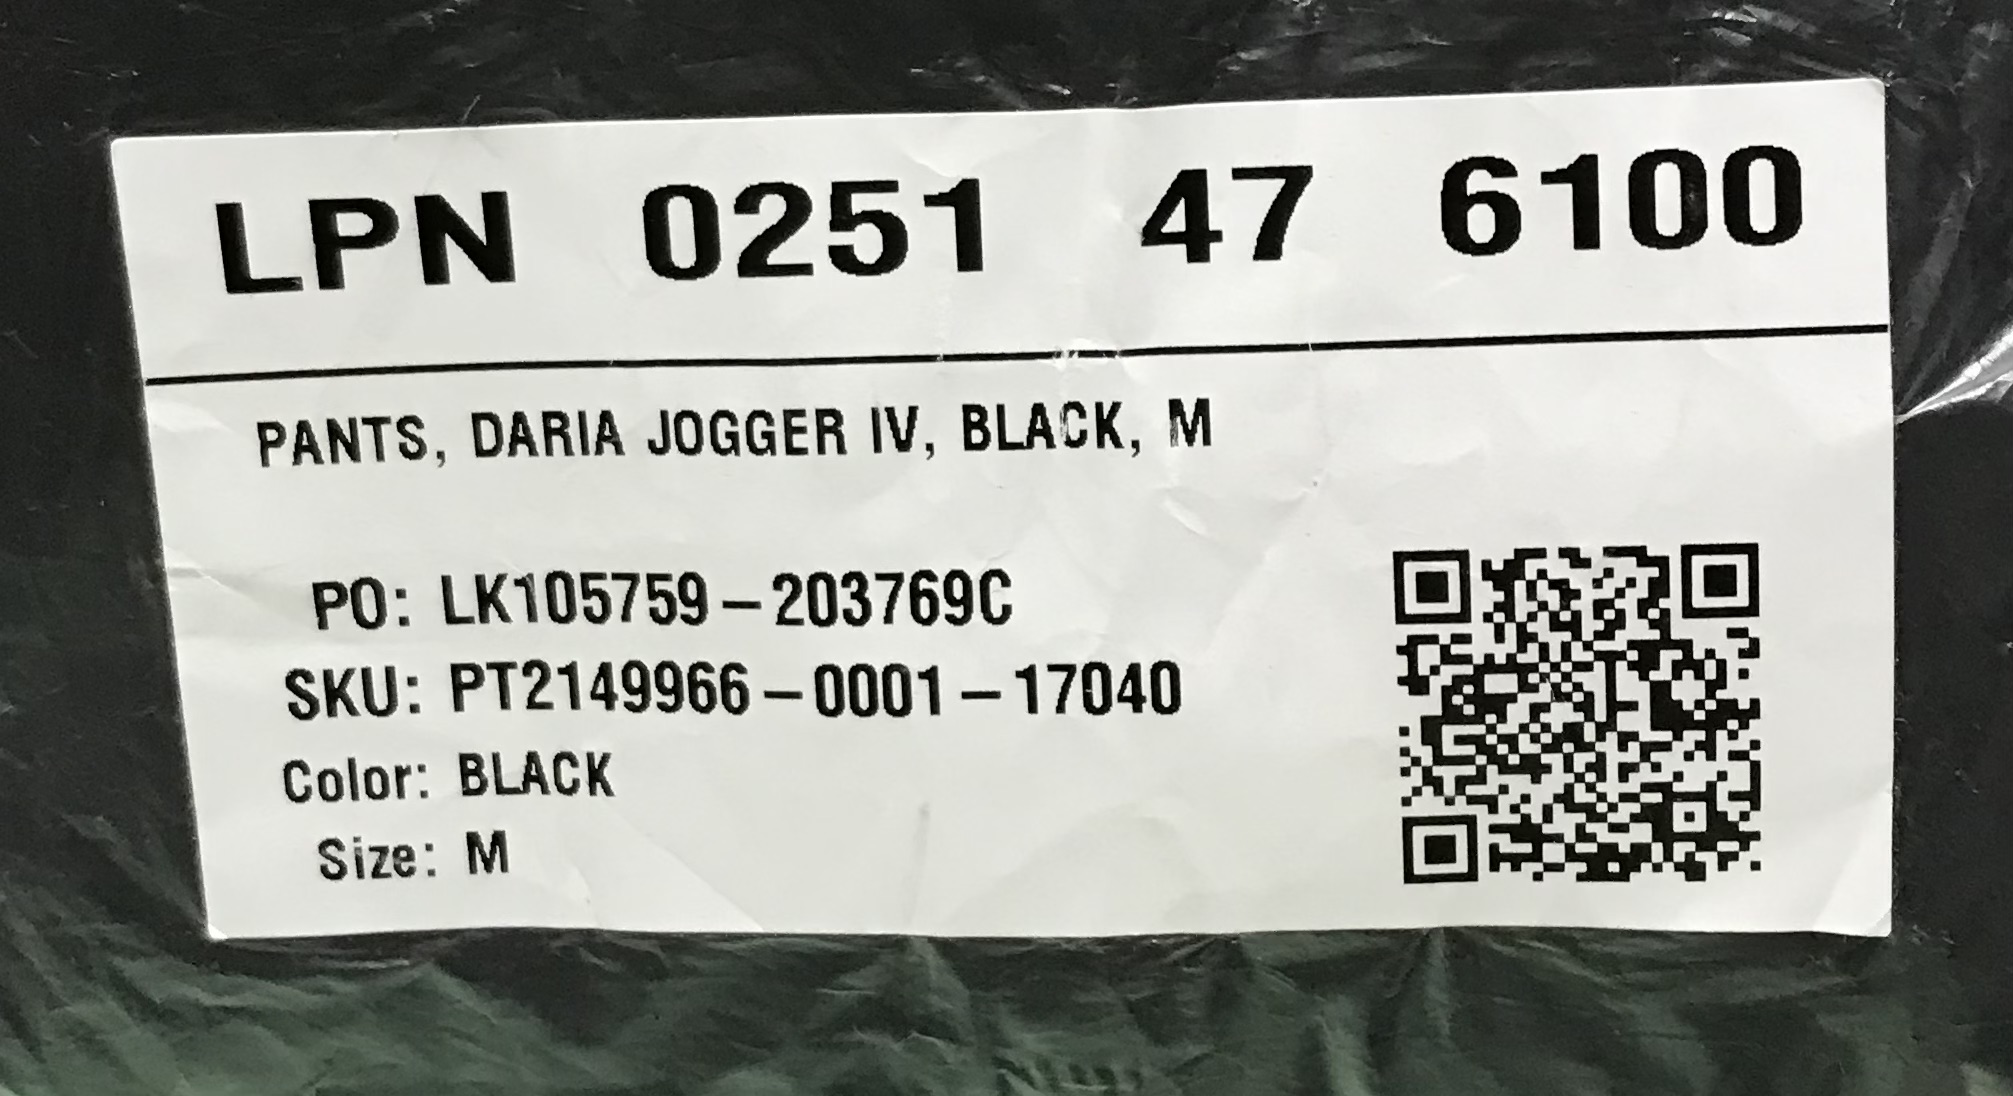 LPN 0251 47 6100
PANTS, DARIA JOGGER IV, BLACK, M
PO: LK105759-203769C
SKU: PT2149966-0001-17040
Color: BLACK
Size: M